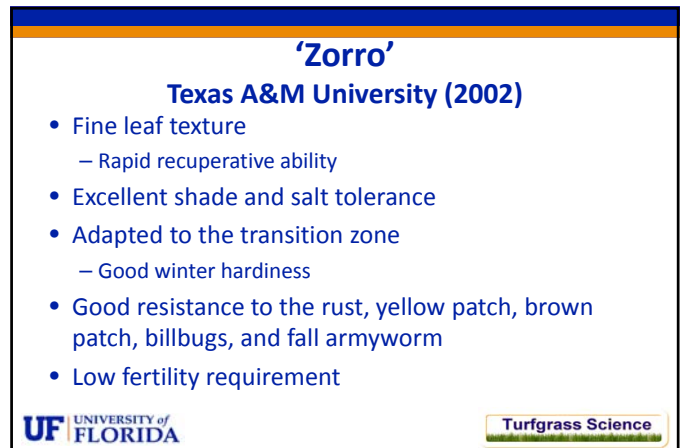 ‘Zorro’
Texas A&M University (2002)
• Fine leaf texture
– Rapid recuperative ability
• Excellent shade and salt tolerance
• Adapted to the transition zone
– Good winter hardiness
• Good resistance to the rust, yellow patch, brown
patch, billbugs, and fall armyworm
• Low fertility requirement
UF UNIVERSITY of
FLORIDA
Turfgrass Science